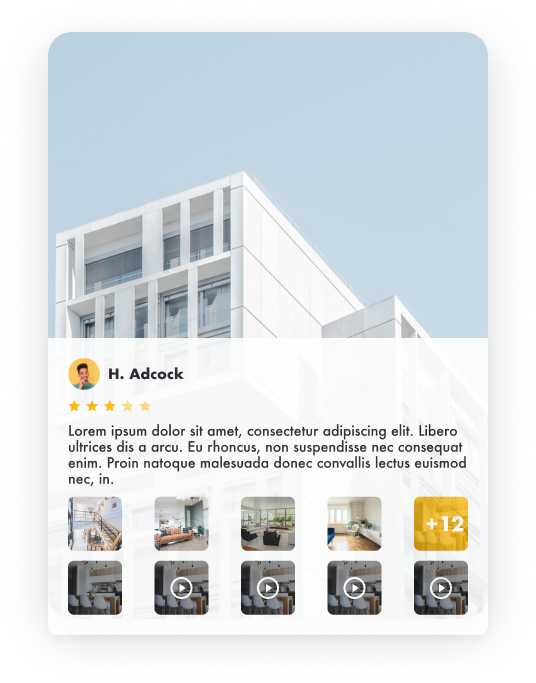 H. Adcock
Lorem ipsum dolor sit amet, consectetur adipiscing elit. Libero
ultrices dis a arcu. Eu rhoncus, non suspendisse nec consequat
enim. Proin natoque malesuada donec convallis lectus euismod
nec, in.
+12